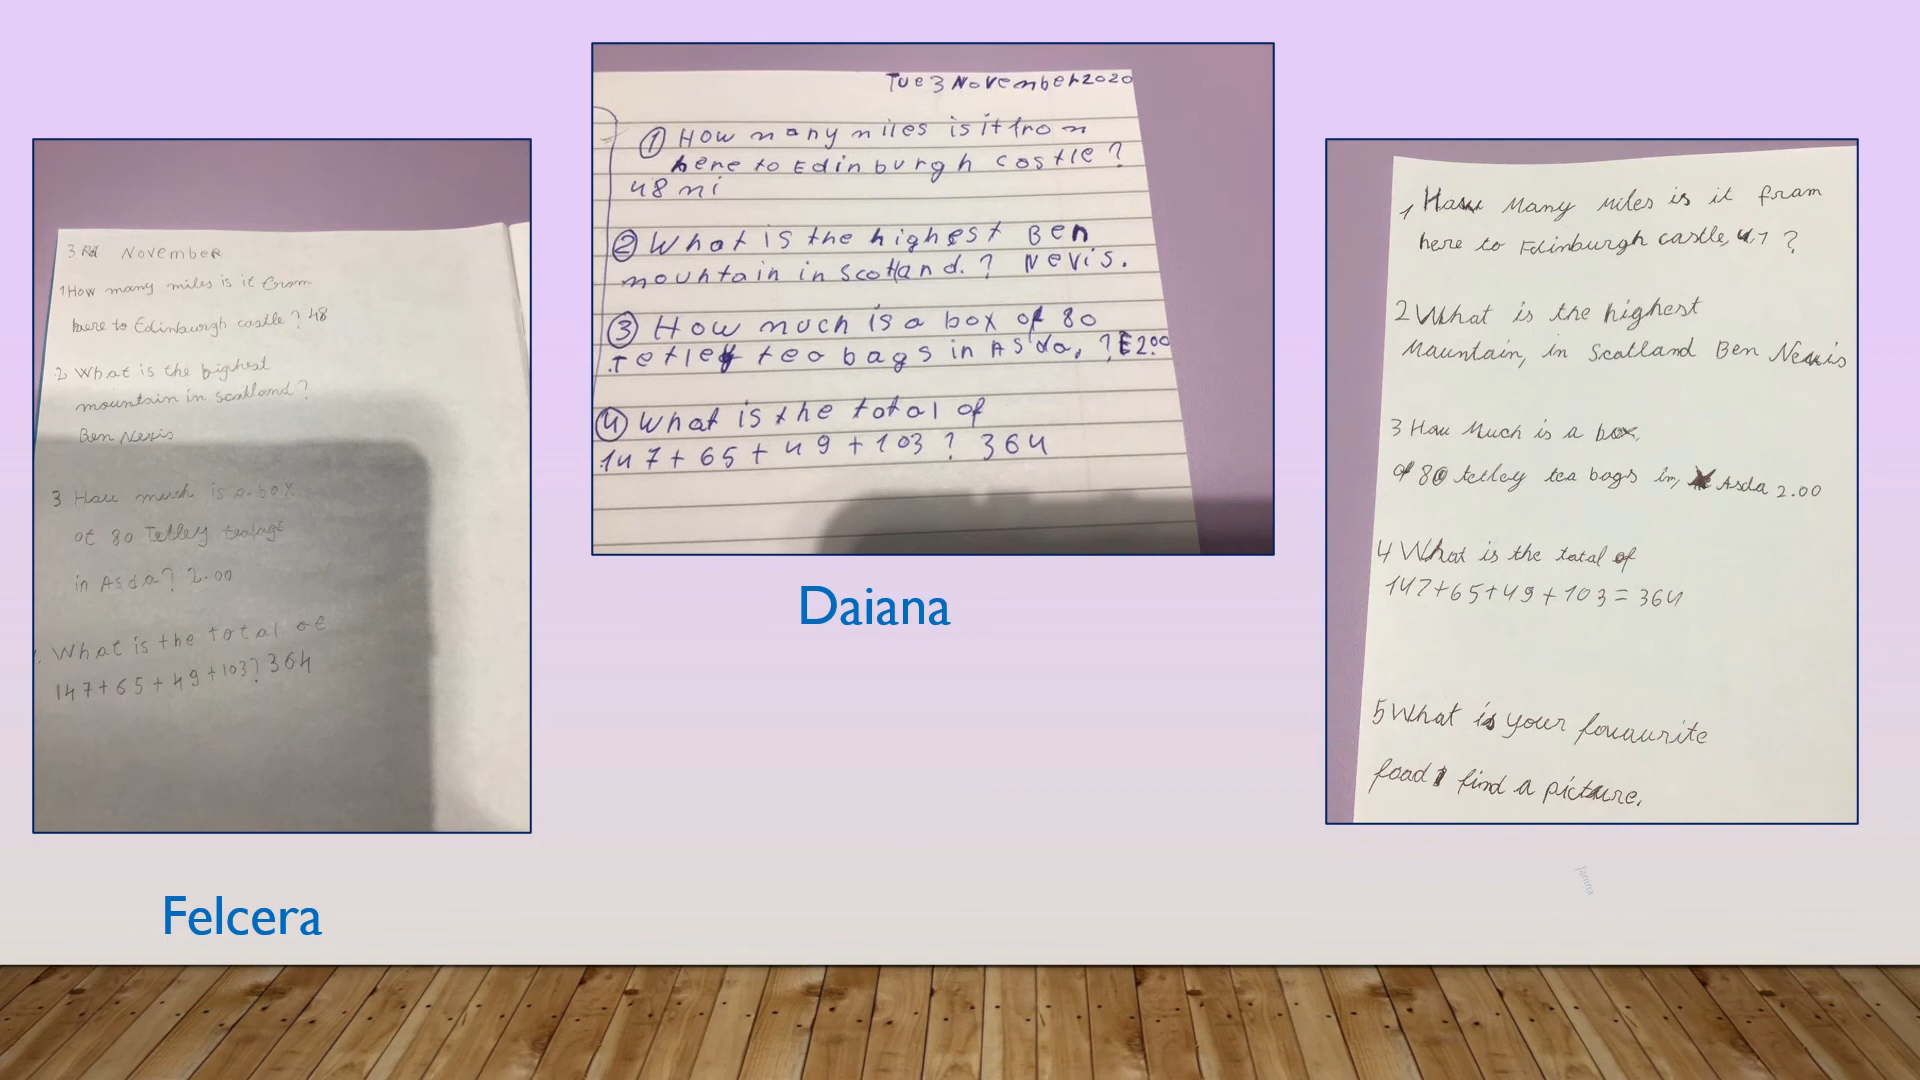 3 Rd November
1 How many miles is it from
here to Edinburgh castle? 48
2 What is the highest
mountain in scotland?
Ben Nevis
3 How much is a box
of 80 Tetley
in Asda? 2.00
What is the total of
147+65+49+103? 364
Felcera
Tue 3 November 2020
1 How many miles is it from
here to Edinburgh castle?
48 mi
2 What is the highest Ben
mountain in scotland.? Nevis.
3 How much is a box of 80
Tetley tea bags in Asda, ? £2.00
4 What is the total of
147+65+49+103? 364
Daiana
1 How Many miles is it from
here to Edinburgh castle, 4,7 ?
2 What is the highest
Mountain, in Scotland Ben Nevis
3 How Much is a box,
of 80 tetley tea bags in, Asda 2.00
4 What is the total of
147+65+49+103=364
5 What is your fovaurite
food find a picture.
Janina